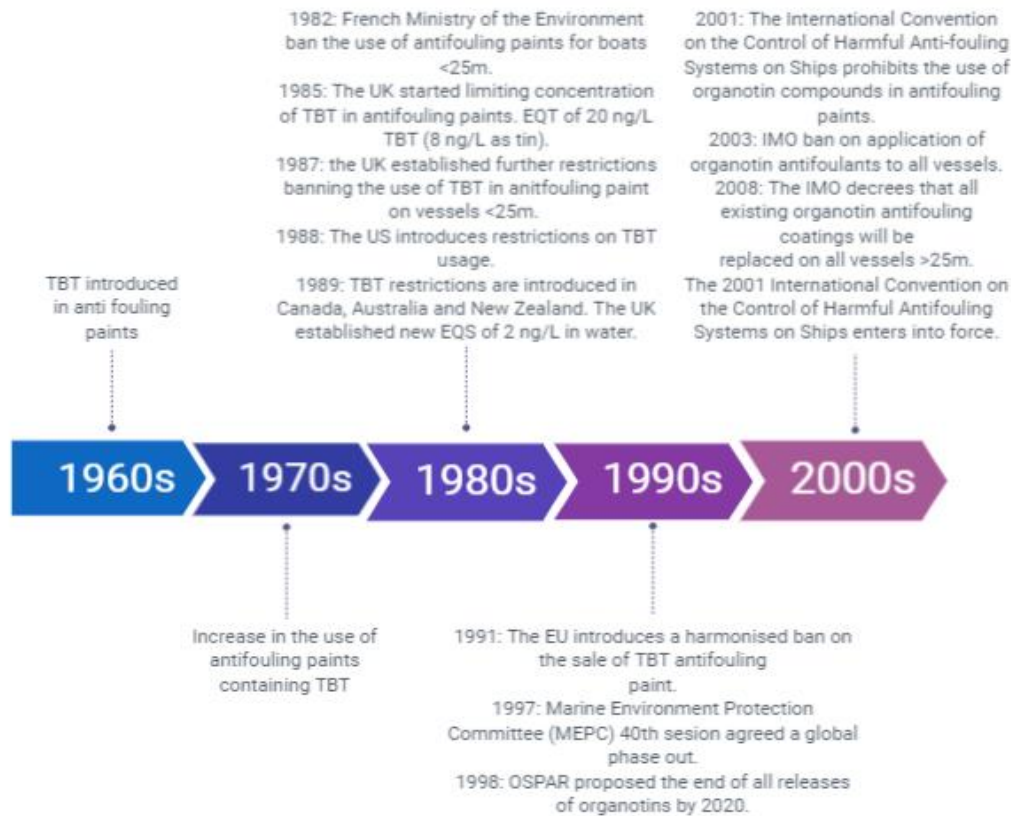 1982: French Ministry of the Environment
ban the use of antifouling paints for boats
<25m.
1985: The UK started limiting concentration
of TBT in antifouling paints. EQT of 20 ng/L
TBT (8 ng/L as tin).
1987: the UK established further restrictions
banning the use of TBT in anitfouling paint
on vessels <25m.
1988: The US introduces restrictions on TBT
usage.
1989: TBT restrictions are introduced in
Canada, Australia and New Zealand. The UK
established new EQS of 2 ng/L in water.
2001: The International Convention
on the Control of Harmful Anti-fouling
Systems on Ships prohibits the use of
organotin compounds in antifouling
paints.
2003: IMO ban on application of
organotin antifoulants to all vessels.
2008: The IMO decrees that all
existing organotin antifouling
coatings will be
replaced on all vessels >25m.
The 2001 International Convention on
the Control of Harmful Antifouling
Systems on Ships enters into force.
TBT introduced
in anti fouling
paints
1960s
1970s
1980s
1990s
2000s
Increase in the use of
antifouling paints
containing TBT
1991: The EU introduces a harmonised ban on
the sale of TBT antifouling
paint.
1997: Marine Environment Protection
Committee (MEPC) 40th sesion agreed a global
phase out.
1998: OSPAR proposed the end of all releases
of organotins by 2020.